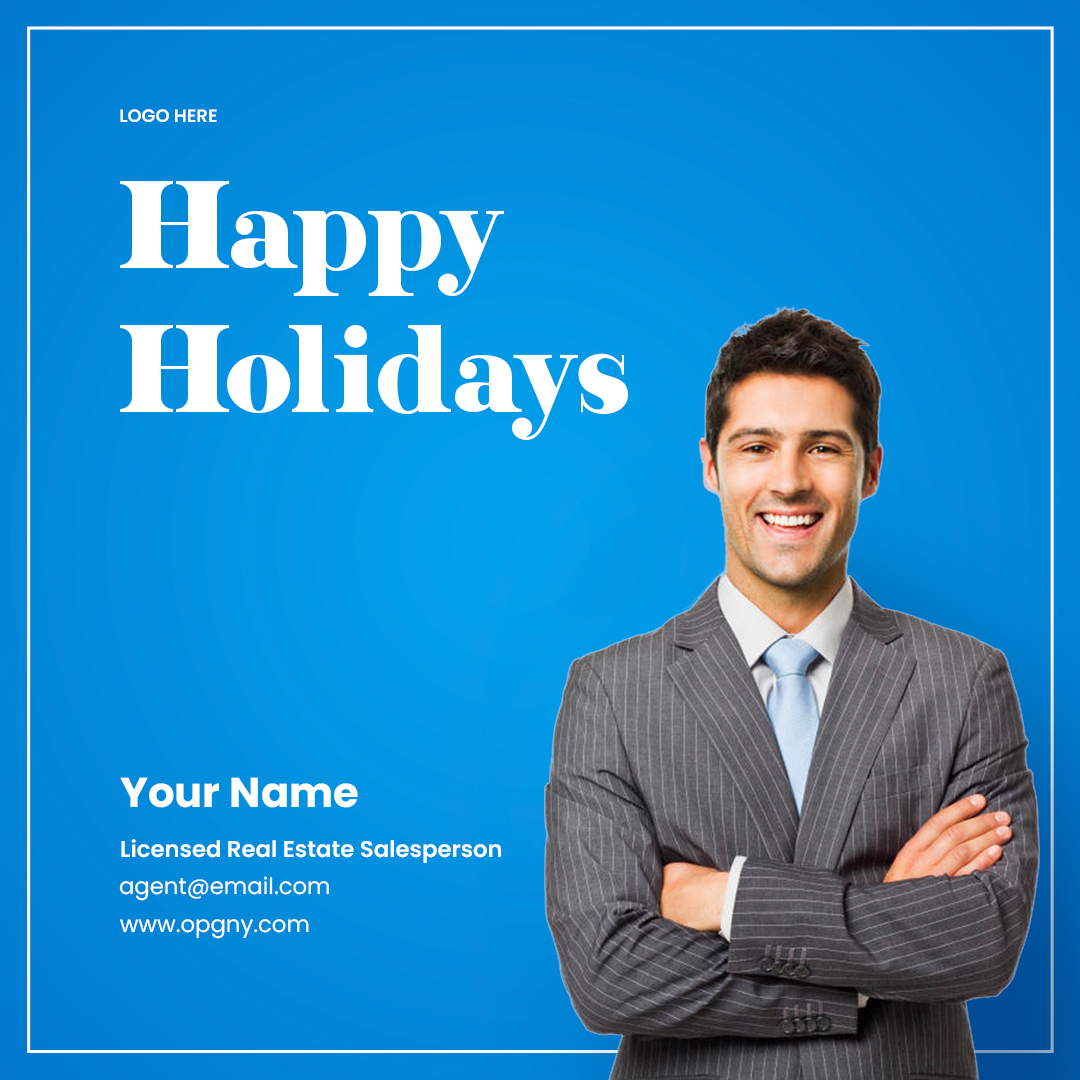 LOGO HERE
Happy
Holidays
Your Name
Licensed Real Estate Salesperson
agent@email.com
www.opgny.com